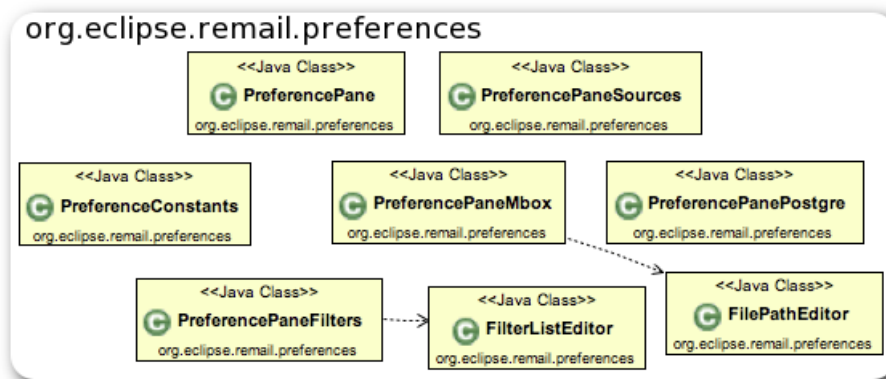 org.eclipse.remail.preferences
<<Java Class>>
C PreferencePane
org.eclipse.remail.preferences
<<Java Class>>
C PreferencePaneSources
org.eclipse.remail.preferences
<<Java Class>>
C PreferenceConstants
org.eclipse.remail.preferences
<<Java Class>>
C PreferencePaneMbox
org.eclipse.remail.preferences
<<Java Class>>
C PreferencePanePostgre
org.eclipse.remail.preferences
<<Java Class>>
C PreferencePaneFilters
org.eclipse.remail.preferences
<<Java Class>>
C FilterListEditor
org.eclipse.remail.preferences
<<Java Class>>
C FilePathEditor
org.eclipse.remail.preferences